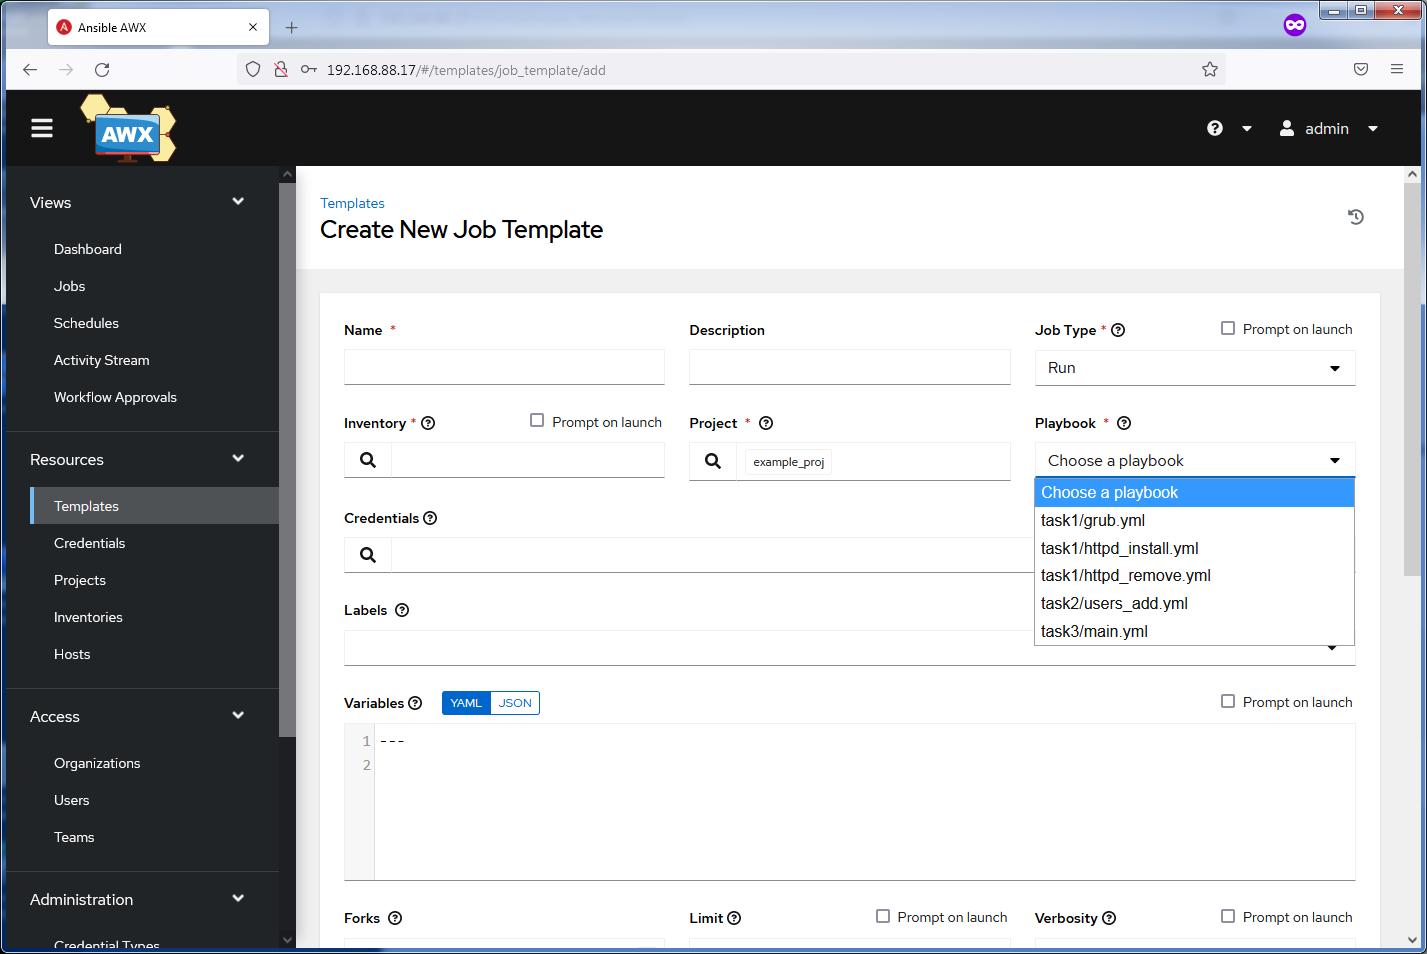 Ansible AWX
192.168.88.17/#/templates/job_template/add
AWX
admin
Views
Dashboard
Jobs
Schedules
Activity Stream
Workflow Approvals
Resources
Templates
Credentials
Projects
Inventories
Hosts
Access
Organizations
Users
Teams
Administration
Credential Types
Templates
Create New Job Template
Name *
Description
Job Type *
Prompt on launch
Run
Inventory *
Prompt on launch
Project *
example_proj
Playbook *
Choose a playbook
Choose a playbook
task1/grub.yml
task1/httpd_install.yml
task1/httpd_remove.yml
task2/users_add.yml
task3/main.yml
Credentials
Labels
Variables
YAML
JSON
Prompt on launch
1 ---
2
Forks
Limit
Prompt on launch
Verbosity
Prompt on launch